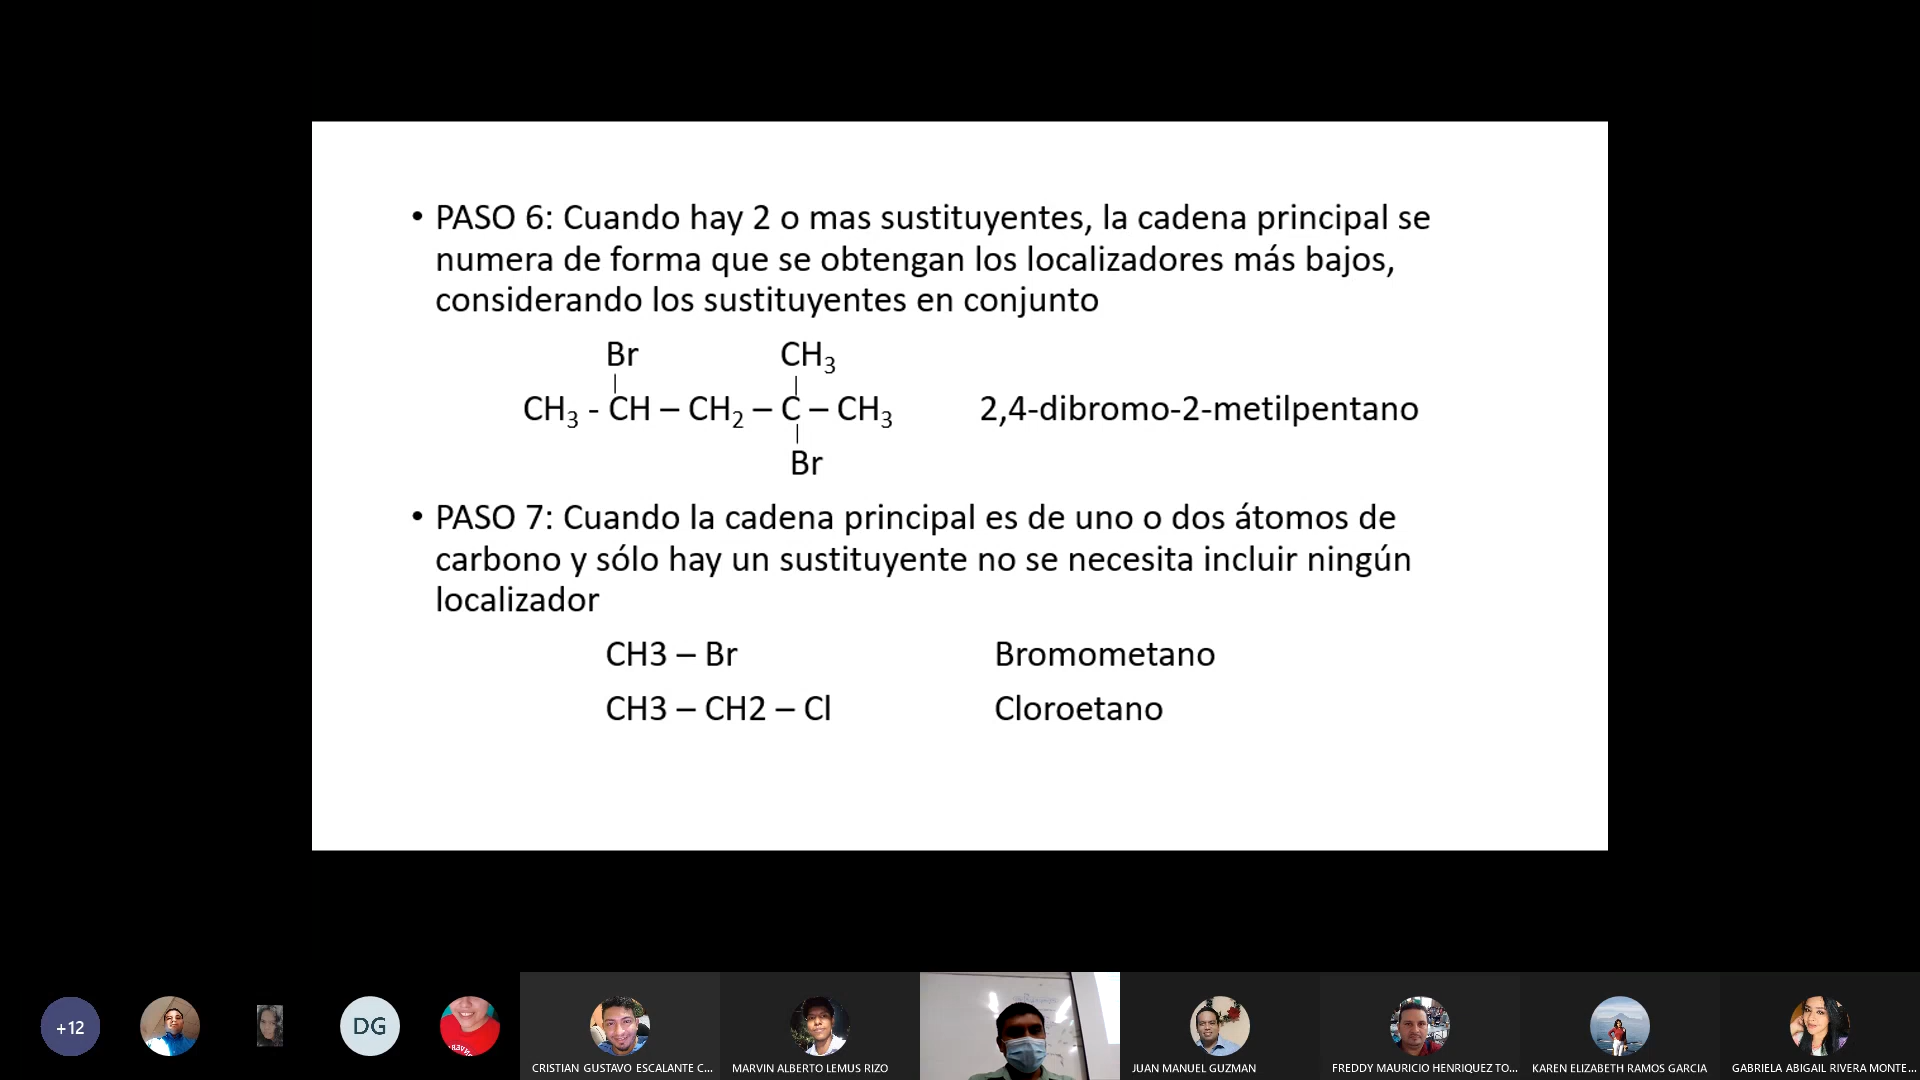 • PASO 6: Cuando hay 2 o mas sustituyentes, la cadena principal se
numera de forma que se obtengan los localizadores más bajos,
considerando los sustituyentes en conjunto
Br CH₃
CH₃ - CH – CH₂ – C – CH₃ 2,4-dibromo-2-metilpentano
Br
• PASO 7: Cuando la cadena principal es de uno o dos átomos de
carbono y sólo hay un sustituyente no se necesita incluir ningún
localizador
CH3 – Br Bromometano
CH3 – CH2 – Cl Cloroetano
+12
DG
CRISTIAN GUSTAVO ESCALANTE C...
MARVIN ALBERTO LEMUS RIZO
JUAN MANUEL GUZMAN
FREDDY MAURICIO HENRIQUEZ TO...
KAREN ELIZABETH RAMOS GARCIA
GABRIELA ABIGAIL RIVERA MONTE...